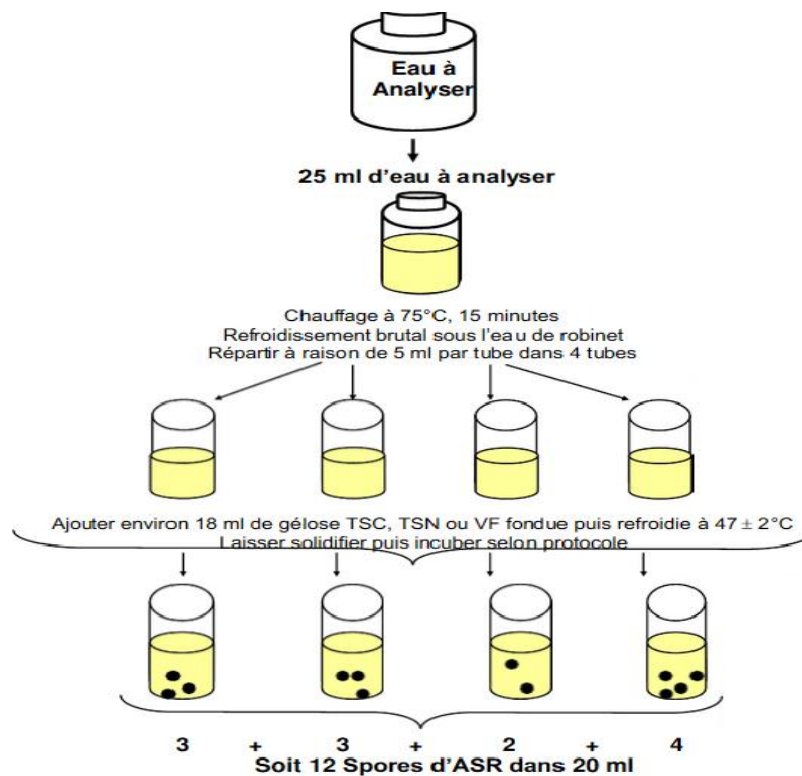 Eau à
Analyser
25 ml d'eau à analyser
Chauffage à 75°C, 15 minutes
Refroidissement brutal sous l'eau de robinet
Répartir à raison de 5 ml par tube dans 4 tubes
Ajouter environ 18 ml de gélose TSC, TSN ou VF fondue puis refroidie à 47 ± 2°C
Laisser solidifier puis incuber selon protocole
3 + 3 + 2 + 4
Soit 12 Spores d'ASR dans 20 ml